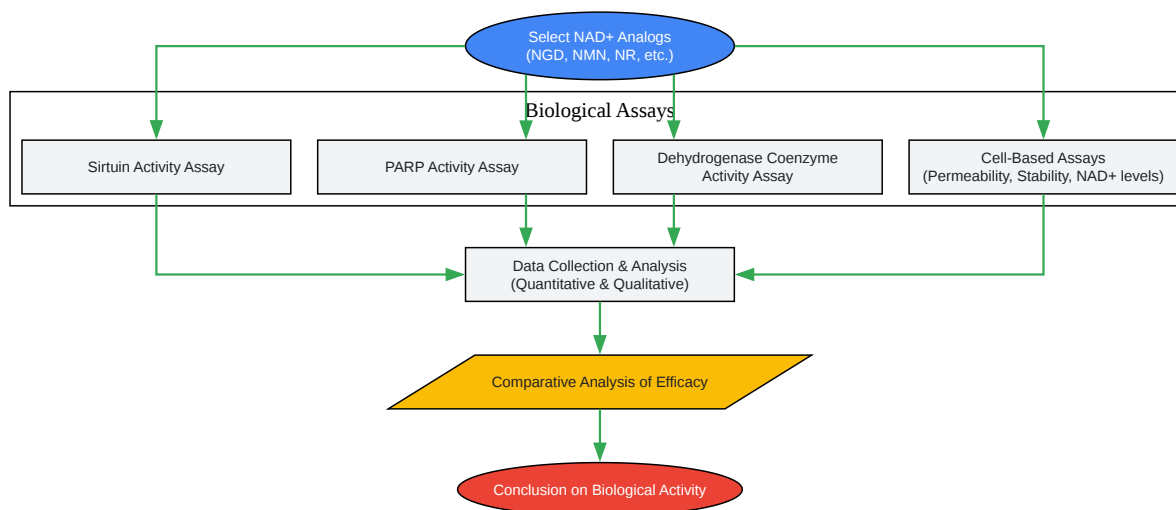 Select NAD+ Analogs
(NGD, NMN, NR, etc.)
Biological Assays
Sirtuin Activity Assay
PARP Activity Assay
Dehydrogenase Coenzyme
Activity Assay
Cell-Based Assays
(Permeability, Stability, NAD+ levels)
Data Collection & Analysis
(Quantitative & Qualitative)
Comparative Analysis of Efficacy
Conclusion on Biological Activity